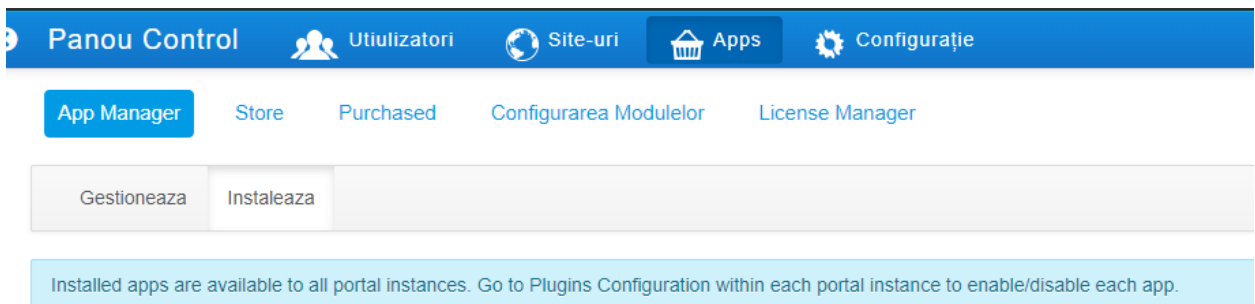 Panou Control Utiulizatori Site-uri Apps Configurație
App Manager Store Purchased Configurarea Modulelor License Manager
Gestioneaza Instaleaza
Installed apps are available to all portal instances. Go to Plugins Configuration within each portal instance to enable/disable each app.